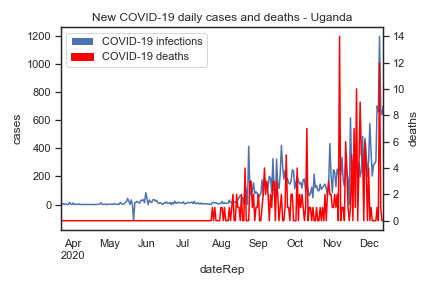 New COVID-19 daily cases and deaths - Uganda
COVID-19 infections
COVID-19 deaths
1200
1000
800
600
400
200
0
cases
14
12
10
8
6
4
2
0
deaths
Apr May Jun Jul Aug Sep Oct Nov Dec
2020
dateRep